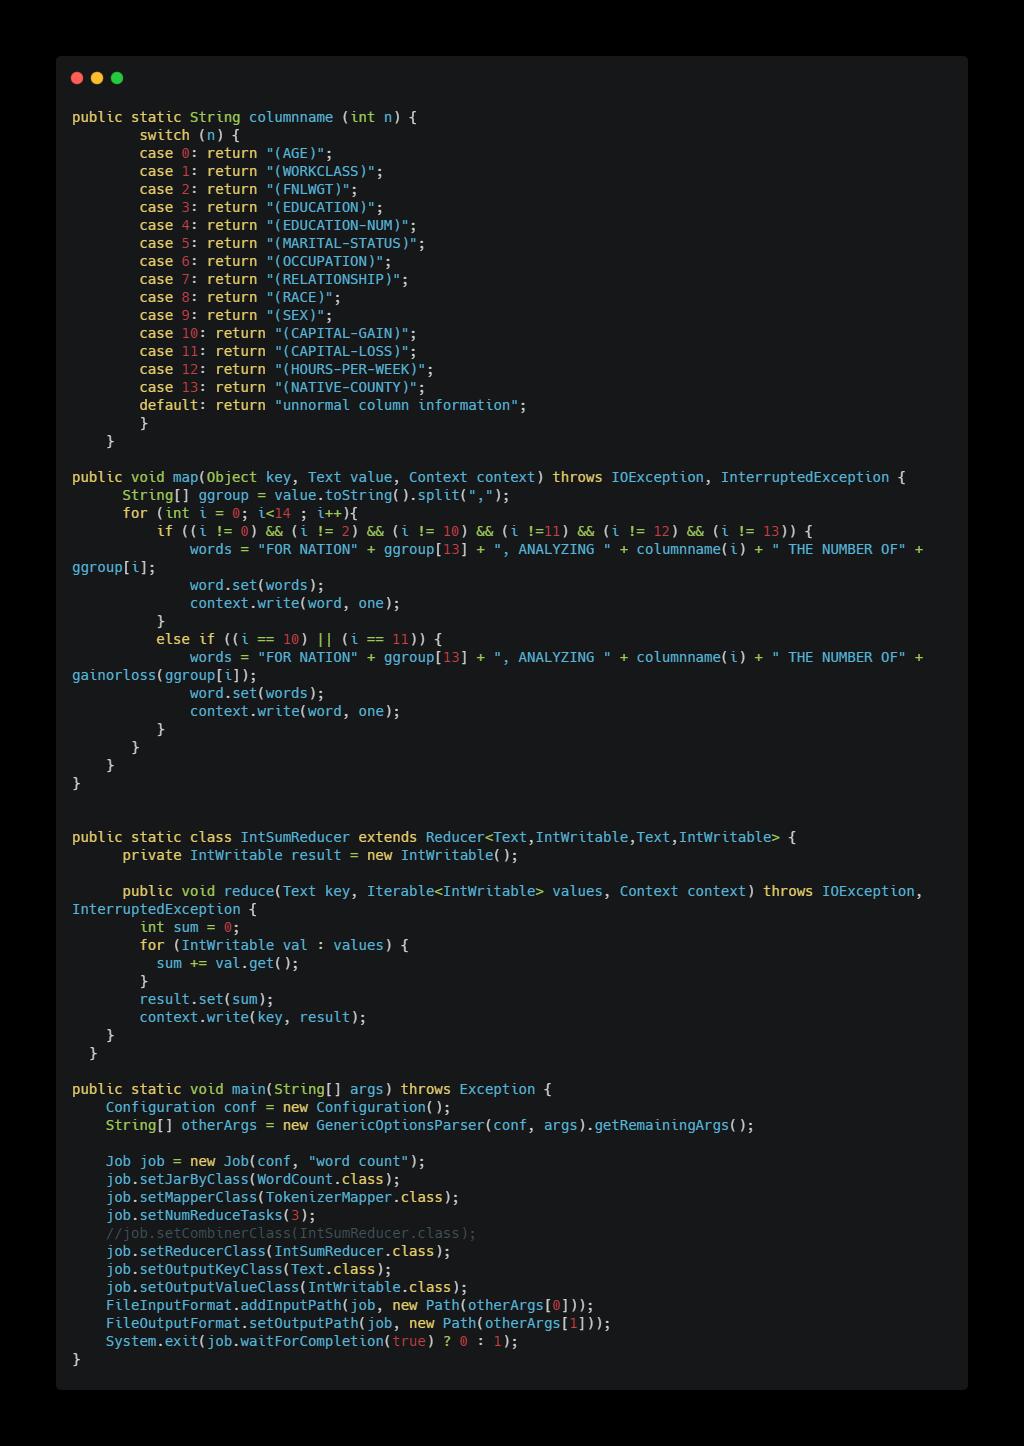 public static String columnname (int n) {
        switch (n) {
        case 0: return "(AGE)";
        case 1: return "(WORKCLASS)";
        case 2: return "(FNLWGT)";
        case 3: return "(EDUCATION)";
        case 4: return "(EDUCATION-NUM)";
        case 5: return "(MARITAL-STATUS)";
        case 6: return "(OCCUPATION)";
        case 7: return "(RELATIONSHIP)";
        case 8: return "(RACE)";
        case 9: return "(SEX)";
        case 10: return "(CAPITAL-GAIN)";
        case 11: return "(CAPITAL-LOSS)";
        case 12: return "(HOURS-PER-WEEK)";
        case 13: return "(NATIVE-COUNTY)";
        default: return "unnormal column information";
        }
    }

public void map(Object key, Text value, Context context) throws IOException, InterruptedException {
      String[] ggroup = value.toString().split(",");
      for (int i = 0; i<14 ; i++){
          if ((i != 0) && (i != 2) && (i != 10) && (i !=11) && (i != 12) && (i != 13)) {
              words = "FOR NATION" + ggroup[13] + ", ANALYZING " + columnname(i) + " THE NUMBER OF" +
ggroup[i];
              word.set(words);
              context.write(word, one);
          }
          else if ((i == 10) || (i == 11)) {
              words = "FOR NATION" + ggroup[13] + ", ANALYZING " + columnname(i) + " THE NUMBER OF" +
gainorloss(ggroup[i]);
              word.set(words);
              context.write(word, one);
          }
       }
    }
}


public static class IntSumReducer extends Reducer<Text,IntWritable,Text,IntWritable> {
      private IntWritable result = new IntWritable();

      public void reduce(Text key, Iterable<IntWritable> values, Context context) throws IOException,
InterruptedException {
        int sum = 0;
        for (IntWritable val : values) {
          sum += val.get();
        }
        result.set(sum);
        context.write(key, result);
    }
  }

public static void main(String[] args) throws Exception {
    Configuration conf = new Configuration();
    String[] otherArgs = new GenericOptionsParser(conf, args).getRemainingArgs();

    Job job = new Job(conf, "word count");
    job.setJarByClass(WordCount.class);
    job.setMapperClass(TokenizerMapper.class);
    job.setNumReduceTasks(3);
    //job.setCombinerClass(IntSumReducer.class);
    job.setReducerClass(IntSumReducer.class);
    job.setOutputKeyClass(Text.class);
    job.setOutputValueClass(IntWritable.class);
    FileInputFormat.addInputPath(job, new Path(otherArgs[0]));
    FileOutputFormat.setOutputPath(job, new Path(otherArgs[1]));
    System.exit(job.waitForCompletion(true) ? 0 : 1);
}